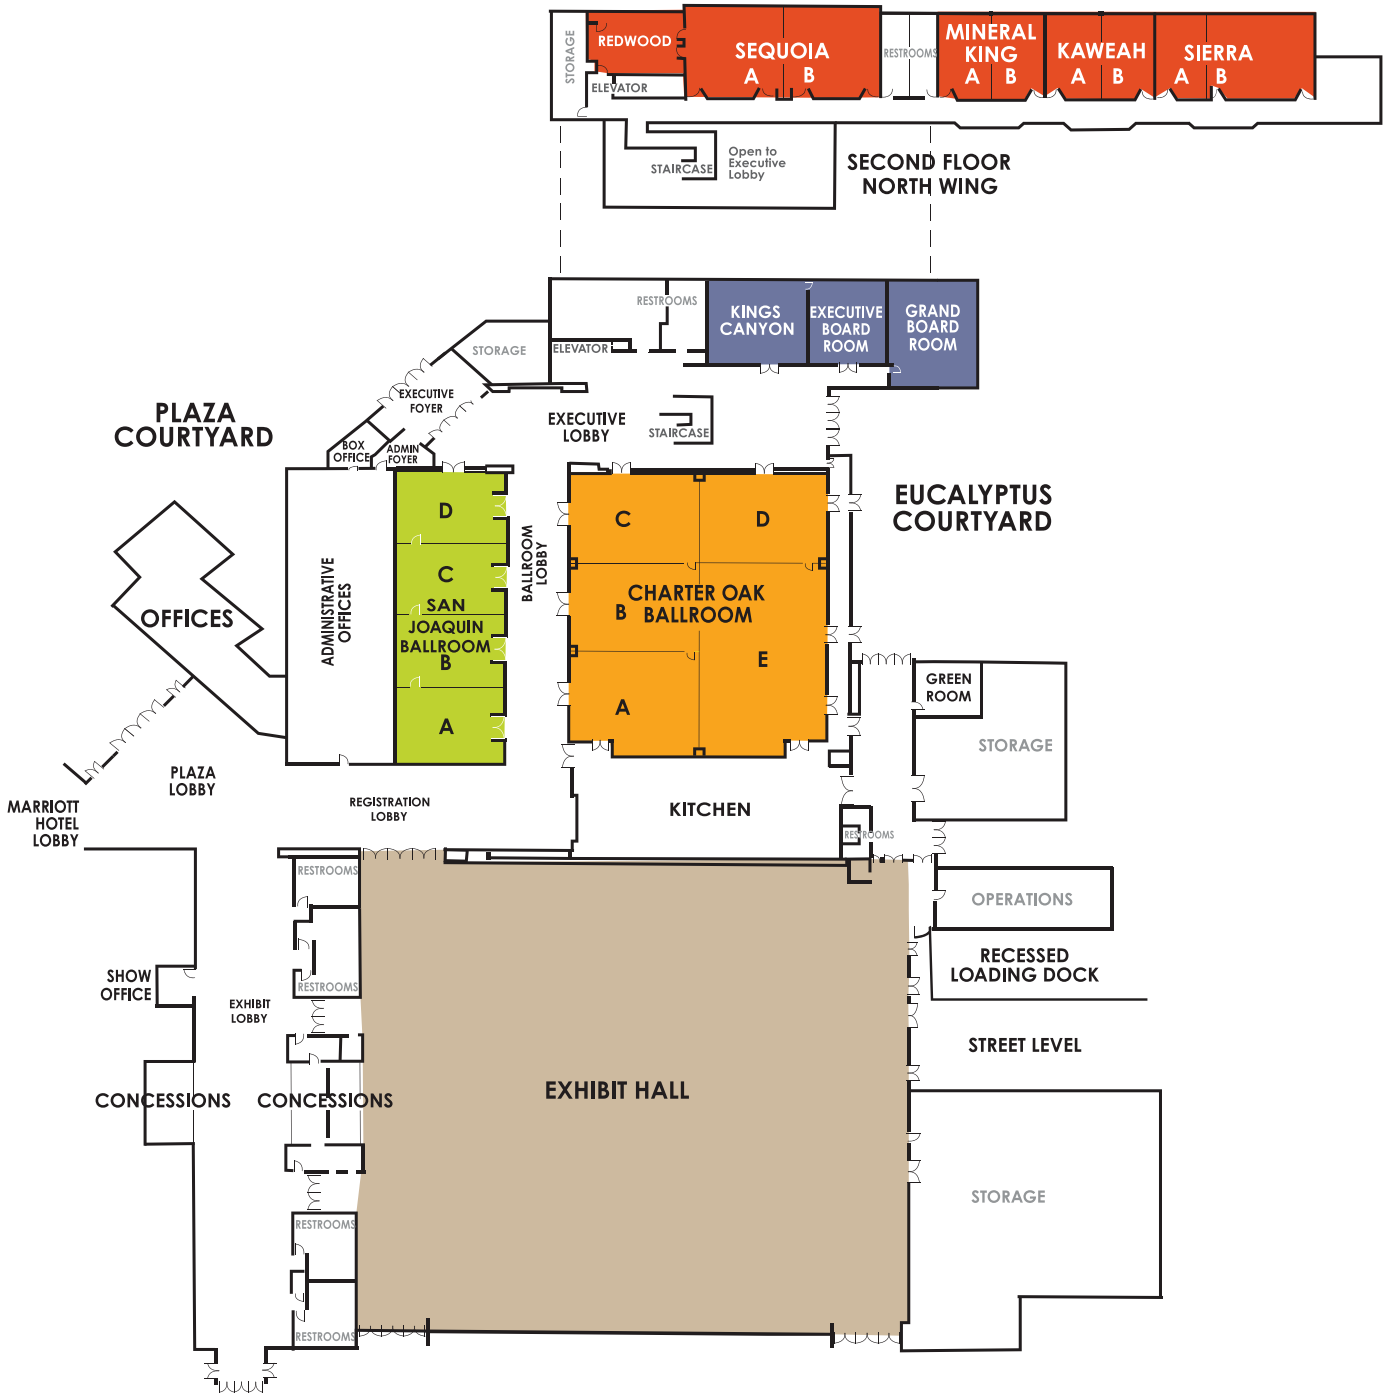 STORAGE
REDWOOD
ELEVATOR
SEQUOIA
A B
RESTROOMS
MINERAL
KING
A B
KAWEAH
A B
SIERRA
A B
STAIRCASE
Open to
Executive
Lobby
SECOND FLOOR
NORTH WING
RESTROOMS
KINGS
CANYON
EXECUTIVE
BOARD
ROOM
GRAND
BOARD
ROOM
STORAGE
ELEVATOR
EXECUTIVE
FOYER
PLAZA
COURTYARD
EXECUTIVE
LOBBY
STAIRCASE
BOX
OFFICE
ADMIN
FOYER
EUCALYPTUS
COURTYARD
D
C
SAN
JOAQUIN
BALLROOM
B
A
BALLROOM
LOBBY
C
D
CHARTER OAK
BALLROOM
B
E
A
ADMINISTRATIVE
OFFICES
OFFICES
GREEN
ROOM
STORAGE
PLAZA
LOBBY
MARRIOTT
HOTEL
LOBBY
REGISTRATION
LOBBY
KITCHEN
RESTROOMS
RESTROOMS
OPERATIONS
RECESSED
LOADING DOCK
SHOW
OFFICE
RESTROOMS
EXHIBIT
LOBBY
STREET LEVEL
CONCESSIONS
CONCESSIONS
EXHIBIT HALL
STORAGE
RESTROOMS
RESTROOMS